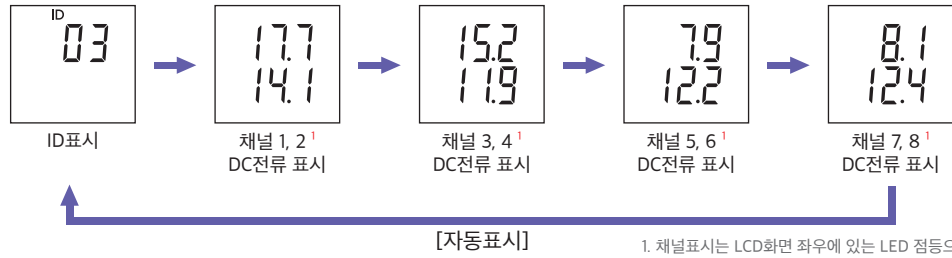 ID
03
17.7
14.1
15.2
11.9
7.9
12.2
8.1
12.4
ID표시
채널 1, 2 1
DC전류 표시
채널 3, 4 1
DC전류 표시
채널 5, 6 1
DC전류 표시
채널 7, 8 1
DC전류 표시
[자동표시]
1. 채널표시는 LCD화면 좌우에 있는 LED 점등으